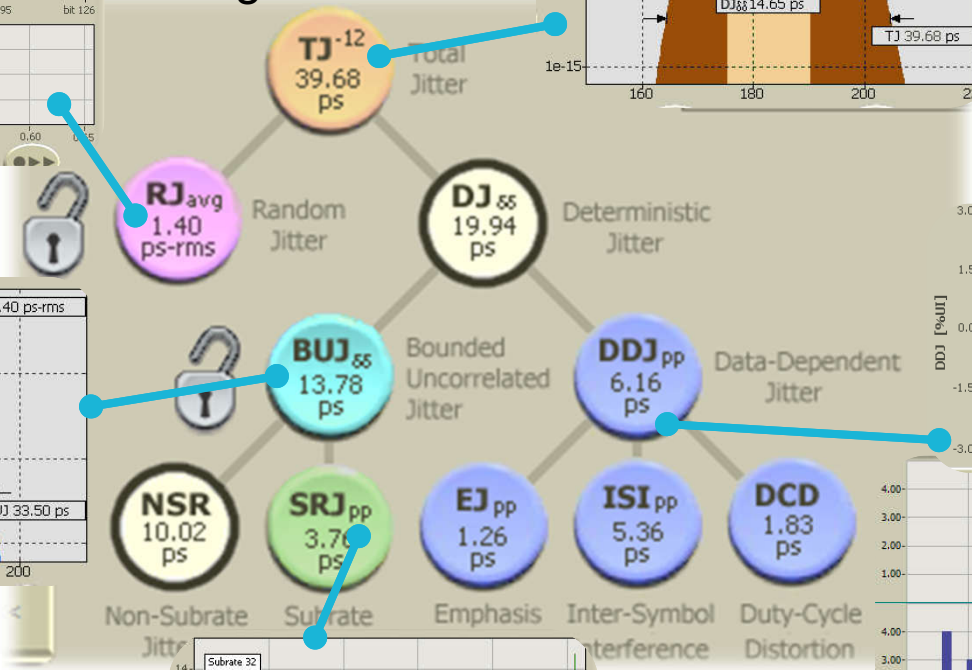 95
bit 126
0.60
TJ-12
39.68
ps
Total
Jitter
DJδδ 14.65 ps
TJ 39.68 ps
1e-15
160
180
200
RJavg
1.40
ps-rms
Random
Jitter
DJδδ
19.94
ps
Deterministic
Jitter
3.0
1.5
0.0
-1.5
-3.0
DDJ [%UI]
.40 ps-rms
BUJδδ
13.78
ps
Bounded
Uncorrelated
Jitter
DDJpp
6.16
ps
Data-Dependent
Jitter
J 33.50 ps
200
NSR
10.02
ps
Non-Subrate
SRJpp
3.76
ps
Subrate
EJpp
1.26
ps
Emphasis
ISIpp
5.36
ps
Inter-Symbol
nterference
DCD
1.83
ps
Duty-Cycle
Distortion
4.00
3.00
2.00
1.00
4.00
3.00
<
14
Subrate 32